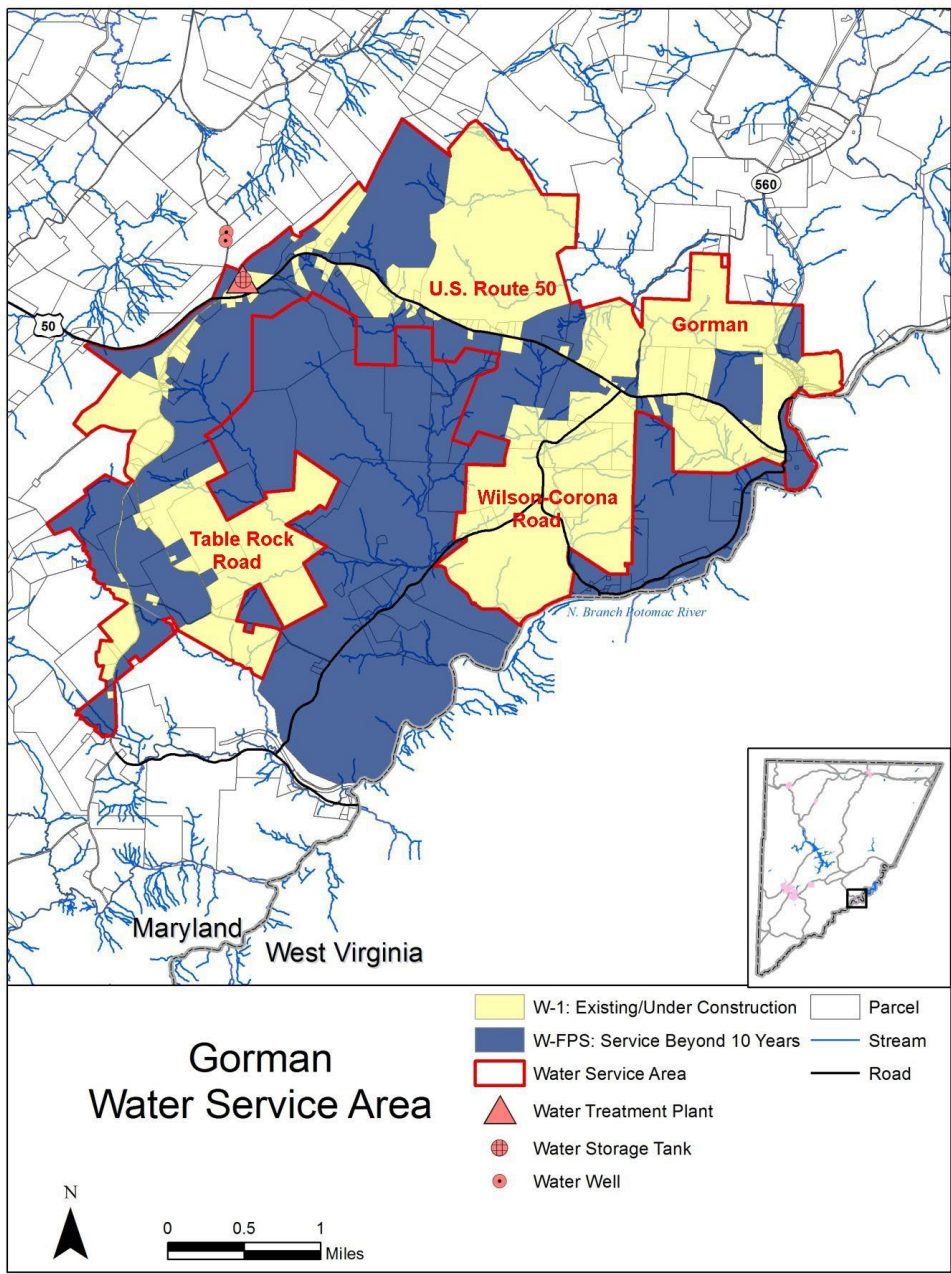 560
50
U.S. Route 50
Gorman
Wilson-Corona
Road
Table Rock
Road
N. Branch Potomac River
Maryland
West Virginia
Gorman
Water Service Area
W-1: Existing/Under Construction
W-FPS: Service Beyond 10 Years
Water Service Area
Water Treatment Plant
Water Storage Tank
Water Well
Parcel
Stream
Road
N
0 0.5 1
Miles